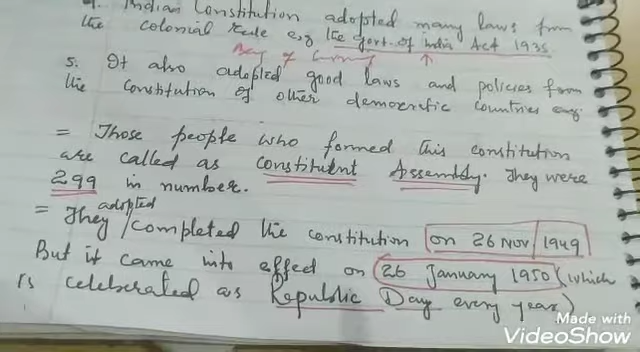 4. Indian Constitution adopted many laws from
the colonial rule e.g the govt. of india Act 1935
5. It also adopted good laws and policies from
the constitution of other democratic countries
= Those people who formed this constitution
are called as constituent Assembly. They were
299 in number.
= They adopted/completed the constitution on 26 Nov 1949
But it came into effect on 26 January 1950 (which
is celeberated as Republic Day every year)
Made with
VideoShow